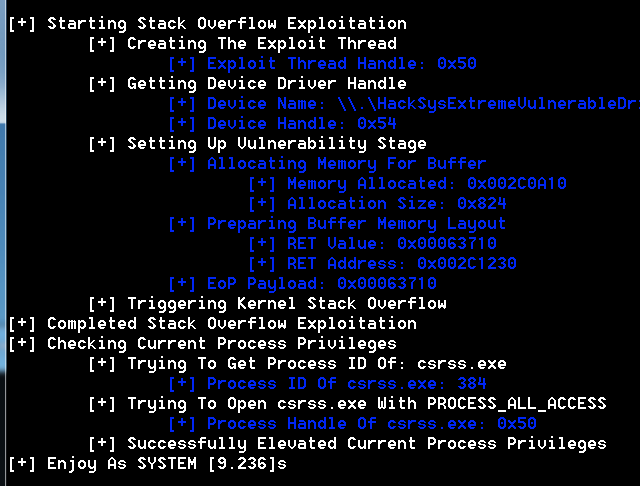 [+] Starting Stack Overflow Exploitation
[+] Creating The Exploit Thread
[+] Exploit Thread Handle: 0x50
[+] Getting Device Driver Handle
[+] Device Name: \\.\HackSysExtremeVulnerableDri
[+] Device Handle: 0x54
[+] Setting Up Vulnerability Stage
[+] Allocating Memory For Buffer
[+] Memory Allocated: 0x002C0A10
[+] Allocation Size: 0x824
[+] Preparing Buffer Memory Layout
[+] RET Value: 0x00063710
[+] RET Address: 0x002C1230
[+] EoP Payload: 0x00063710
[+] Triggering Kernel Stack Overflow
[+] Completed Stack Overflow Exploitation
[+] Checking Current Process Privileges
[+] Trying To Get Process ID Of: csrss.exe
[+] Process ID Of csrss.exe: 384
[+] Trying To Open csrss.exe With PROCESS_ALL_ACCESS
[+] Process Handle Of csrss.exe: 0x50
[+] Successfully Elevated Current Process Privileges
[+] Enjoy As SYSTEM [9.236]s